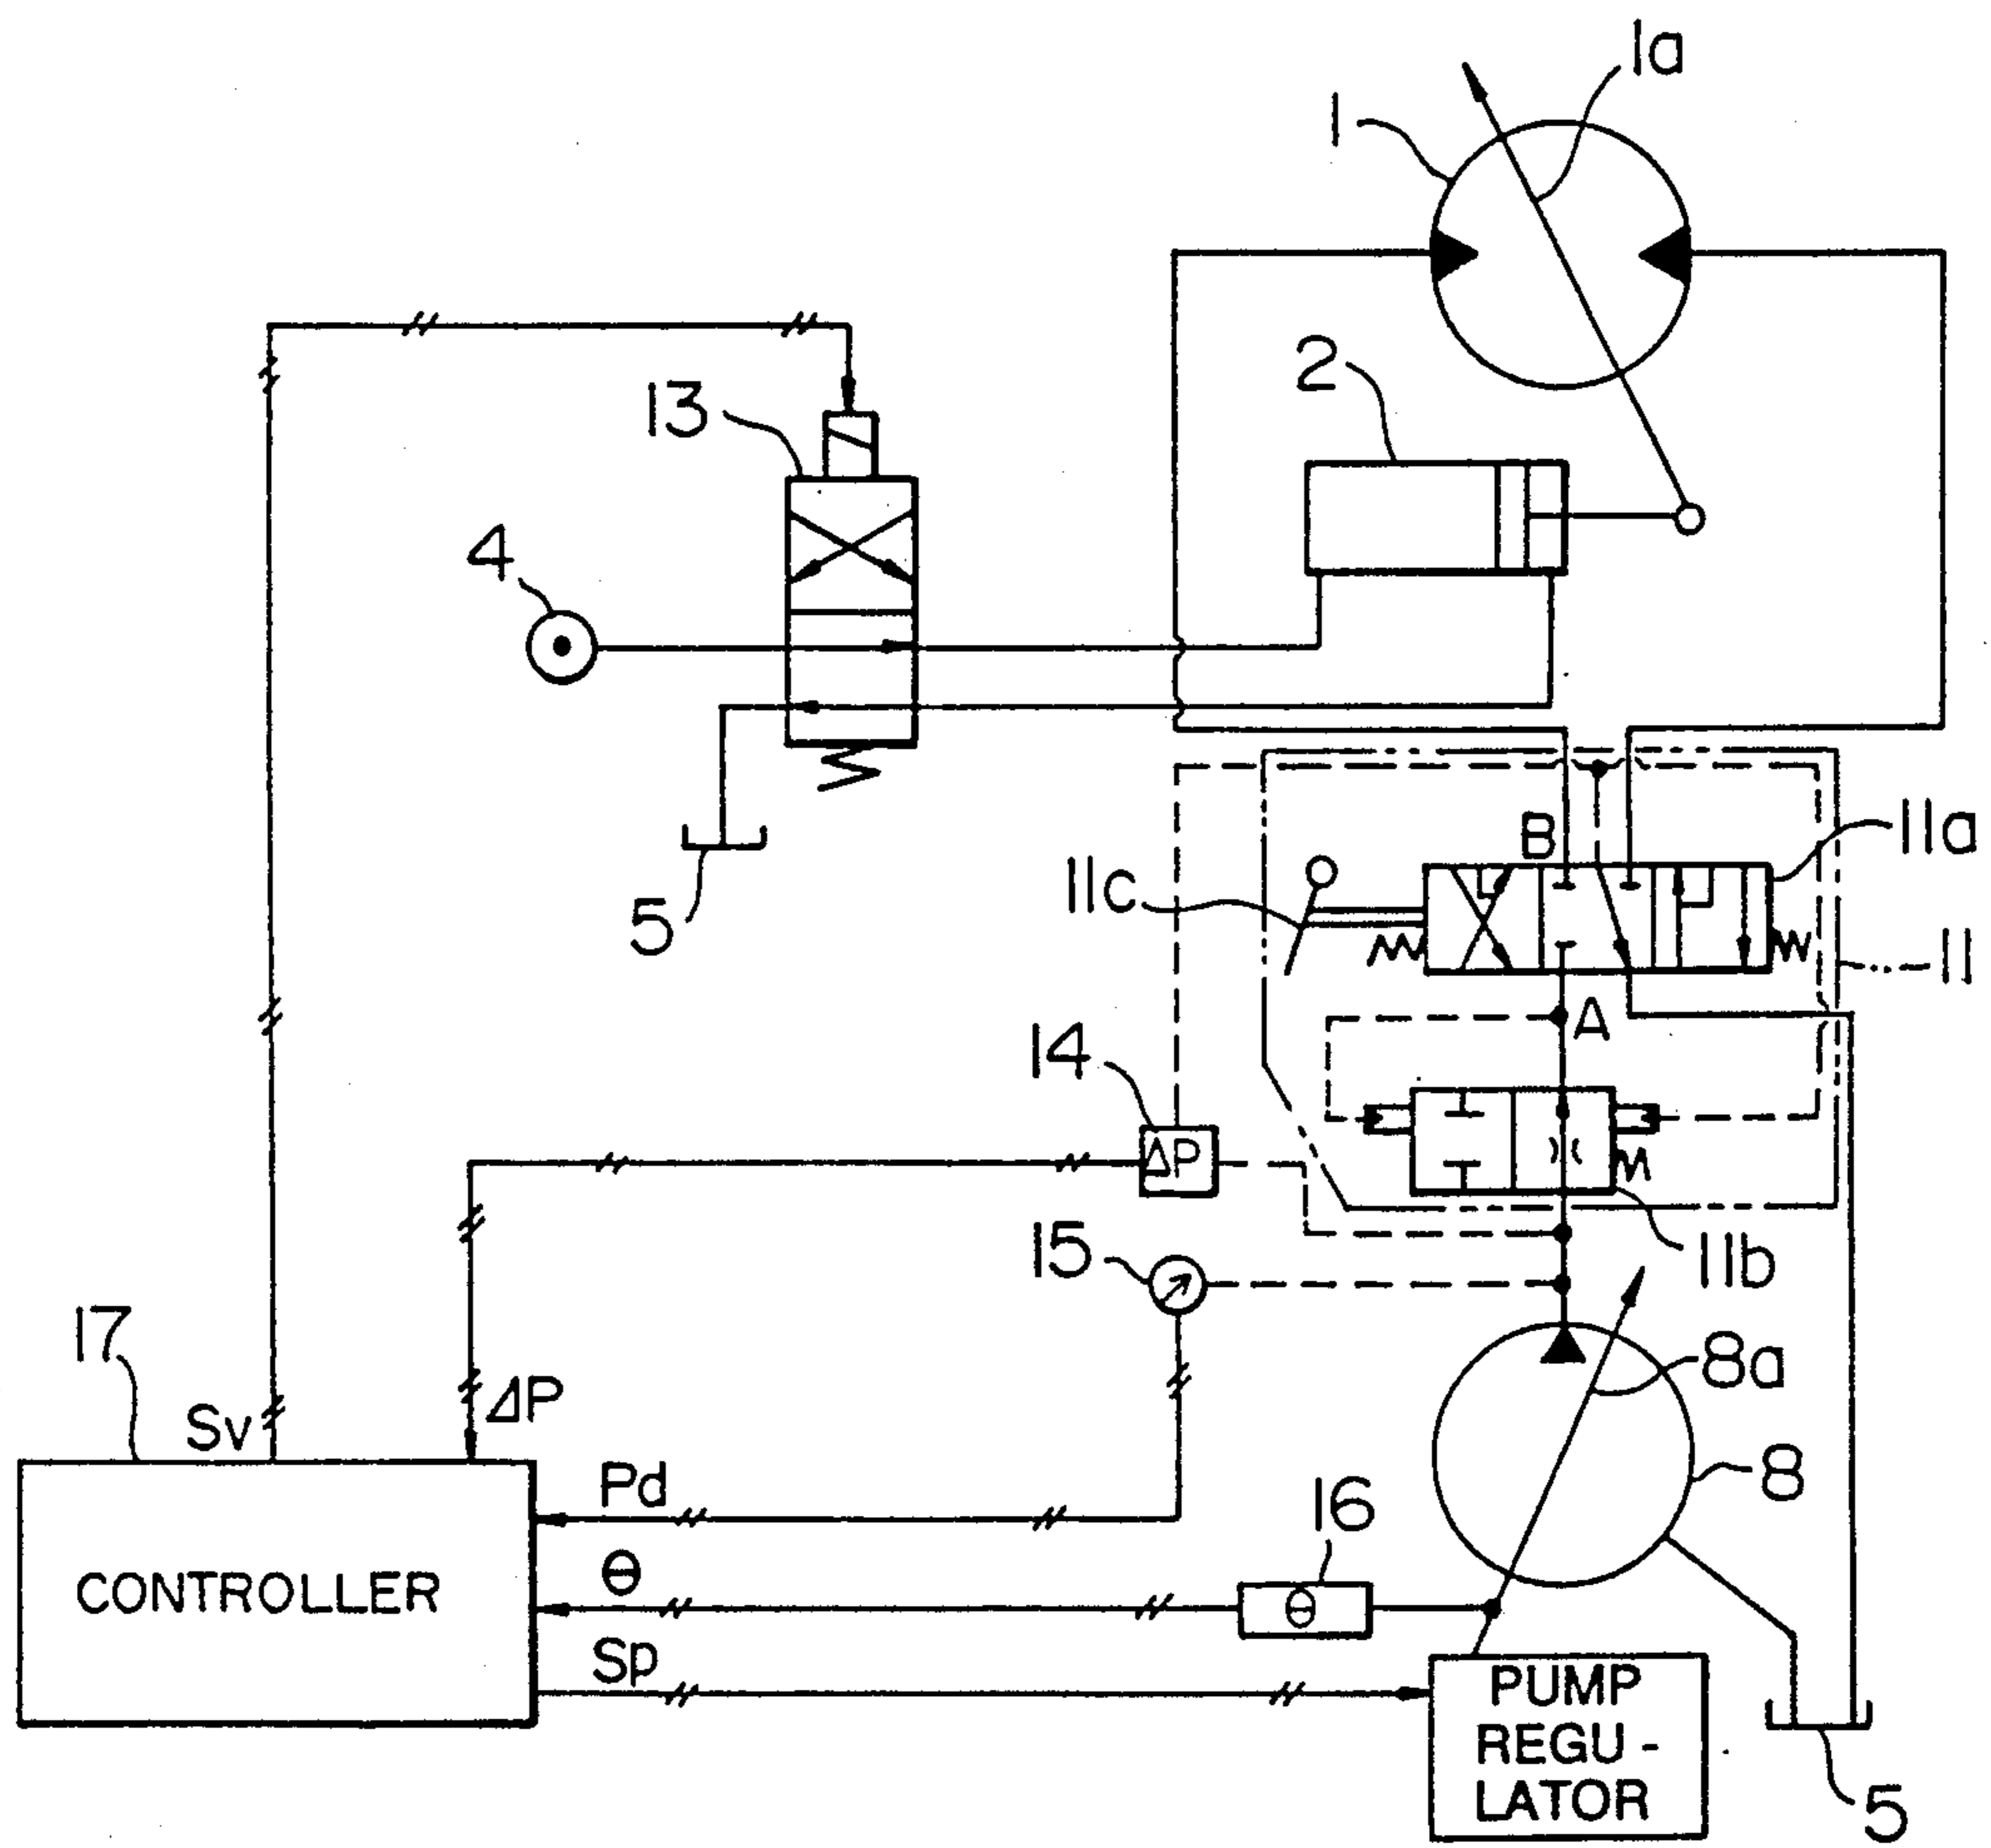 1a
1
2
13
4
5
B
11a
11c
11
A
14
ΔP
15
11b
17
Sv
ΔP
8a
Pd
8
16
Θ
Θ
CONTROLLER
Sp
PUMP
REGU-
LATOR
5